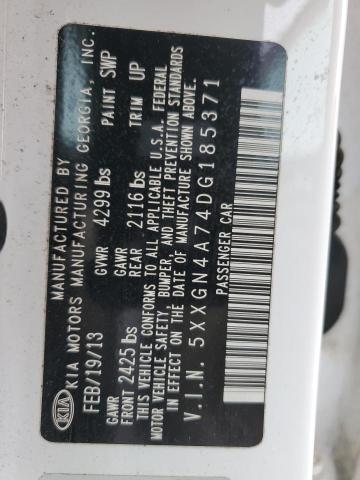 KIA
MANUFACTURED BY
KIA MOTORS MANUFACTURING GEORGIA, INC.
FEB/19/13 GVWR 4299 lbs PAINT SWP
GAWR FRONT 2425 lbs GAWR REAR 2116 lbs TRIM UP
THIS VEHICLE CONFORMS TO ALL APPLICABLE U.S.A. FEDERAL
MOTOR VEHICLE SAFETY, BUMPER, AND THEFT PREVENTION STANDARDS
IN EFFECT ON THE DATE OF MANUFACTURE SHOWN ABOVE.
V.I.N. 5XXGN4A74DG185371
PASSENGER CAR